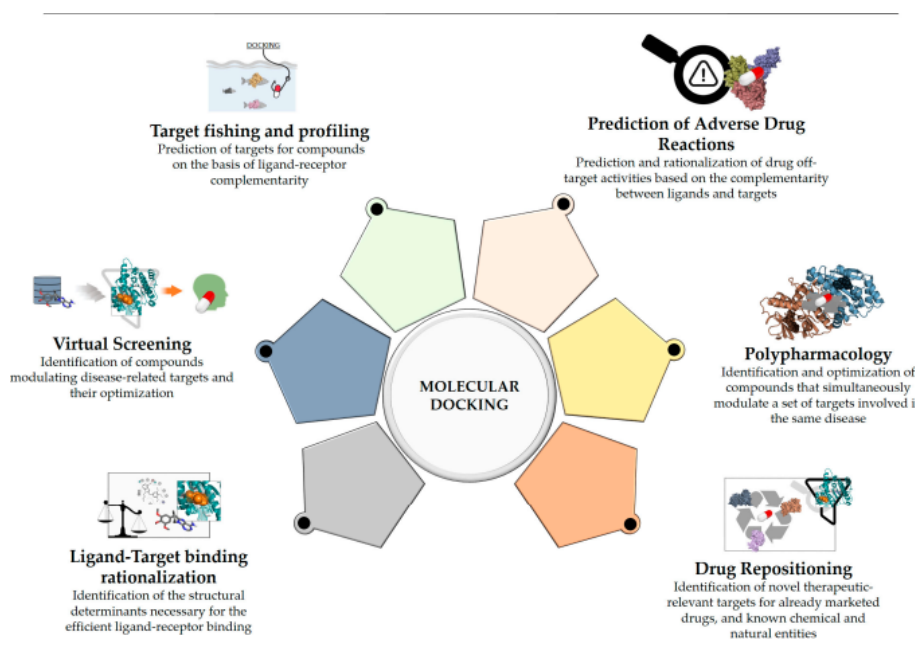 DOCKING
Target fishing and profiling
Prediction of targets for compounds
on the basis of ligand-receptor
complementarity
Prediction of Adverse Drug
Reactions
Prediction and rationalization of drug off-
target activities based on the complementarity
between ligands and targets
Virtual Screening
Identification of compounds
modulating disease-related targets and
their optimization
MOLECULAR
DOCKING
Polypharmacology
Identification and optimization of
compounds that simultaneously
modulate a set of targets involved i
the same disease
Ligand-Target binding
rationalization
Identification of the structural
determinants necessary for the
efficient ligand-receptor binding
Drug Repositioning
Identification of novel therapeutic-
relevant targets for already marketed
drugs, and known chemical and
natural entities